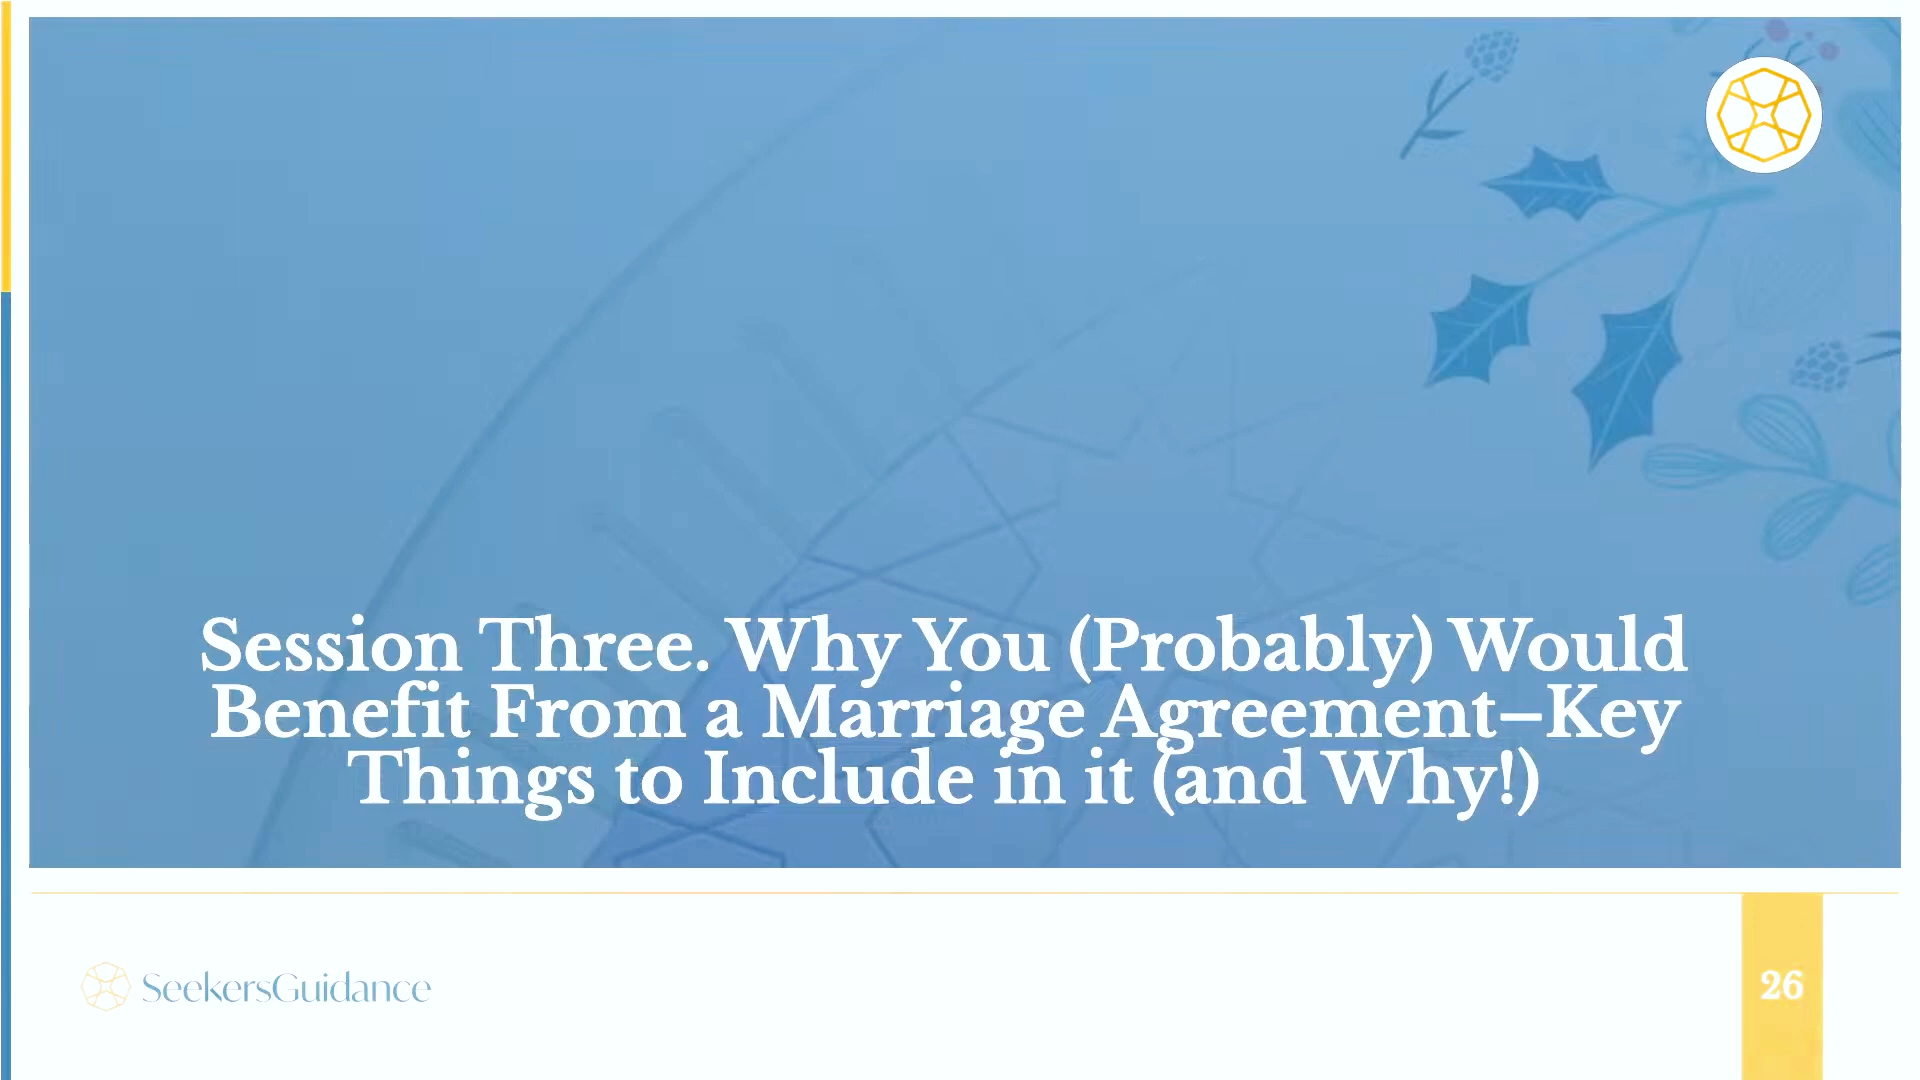 Session Three. Why You (Probably) Would
Benefit From a Marriage Agreement–Key
Things to Include in it (and Why!)
SeekersGuidance
26